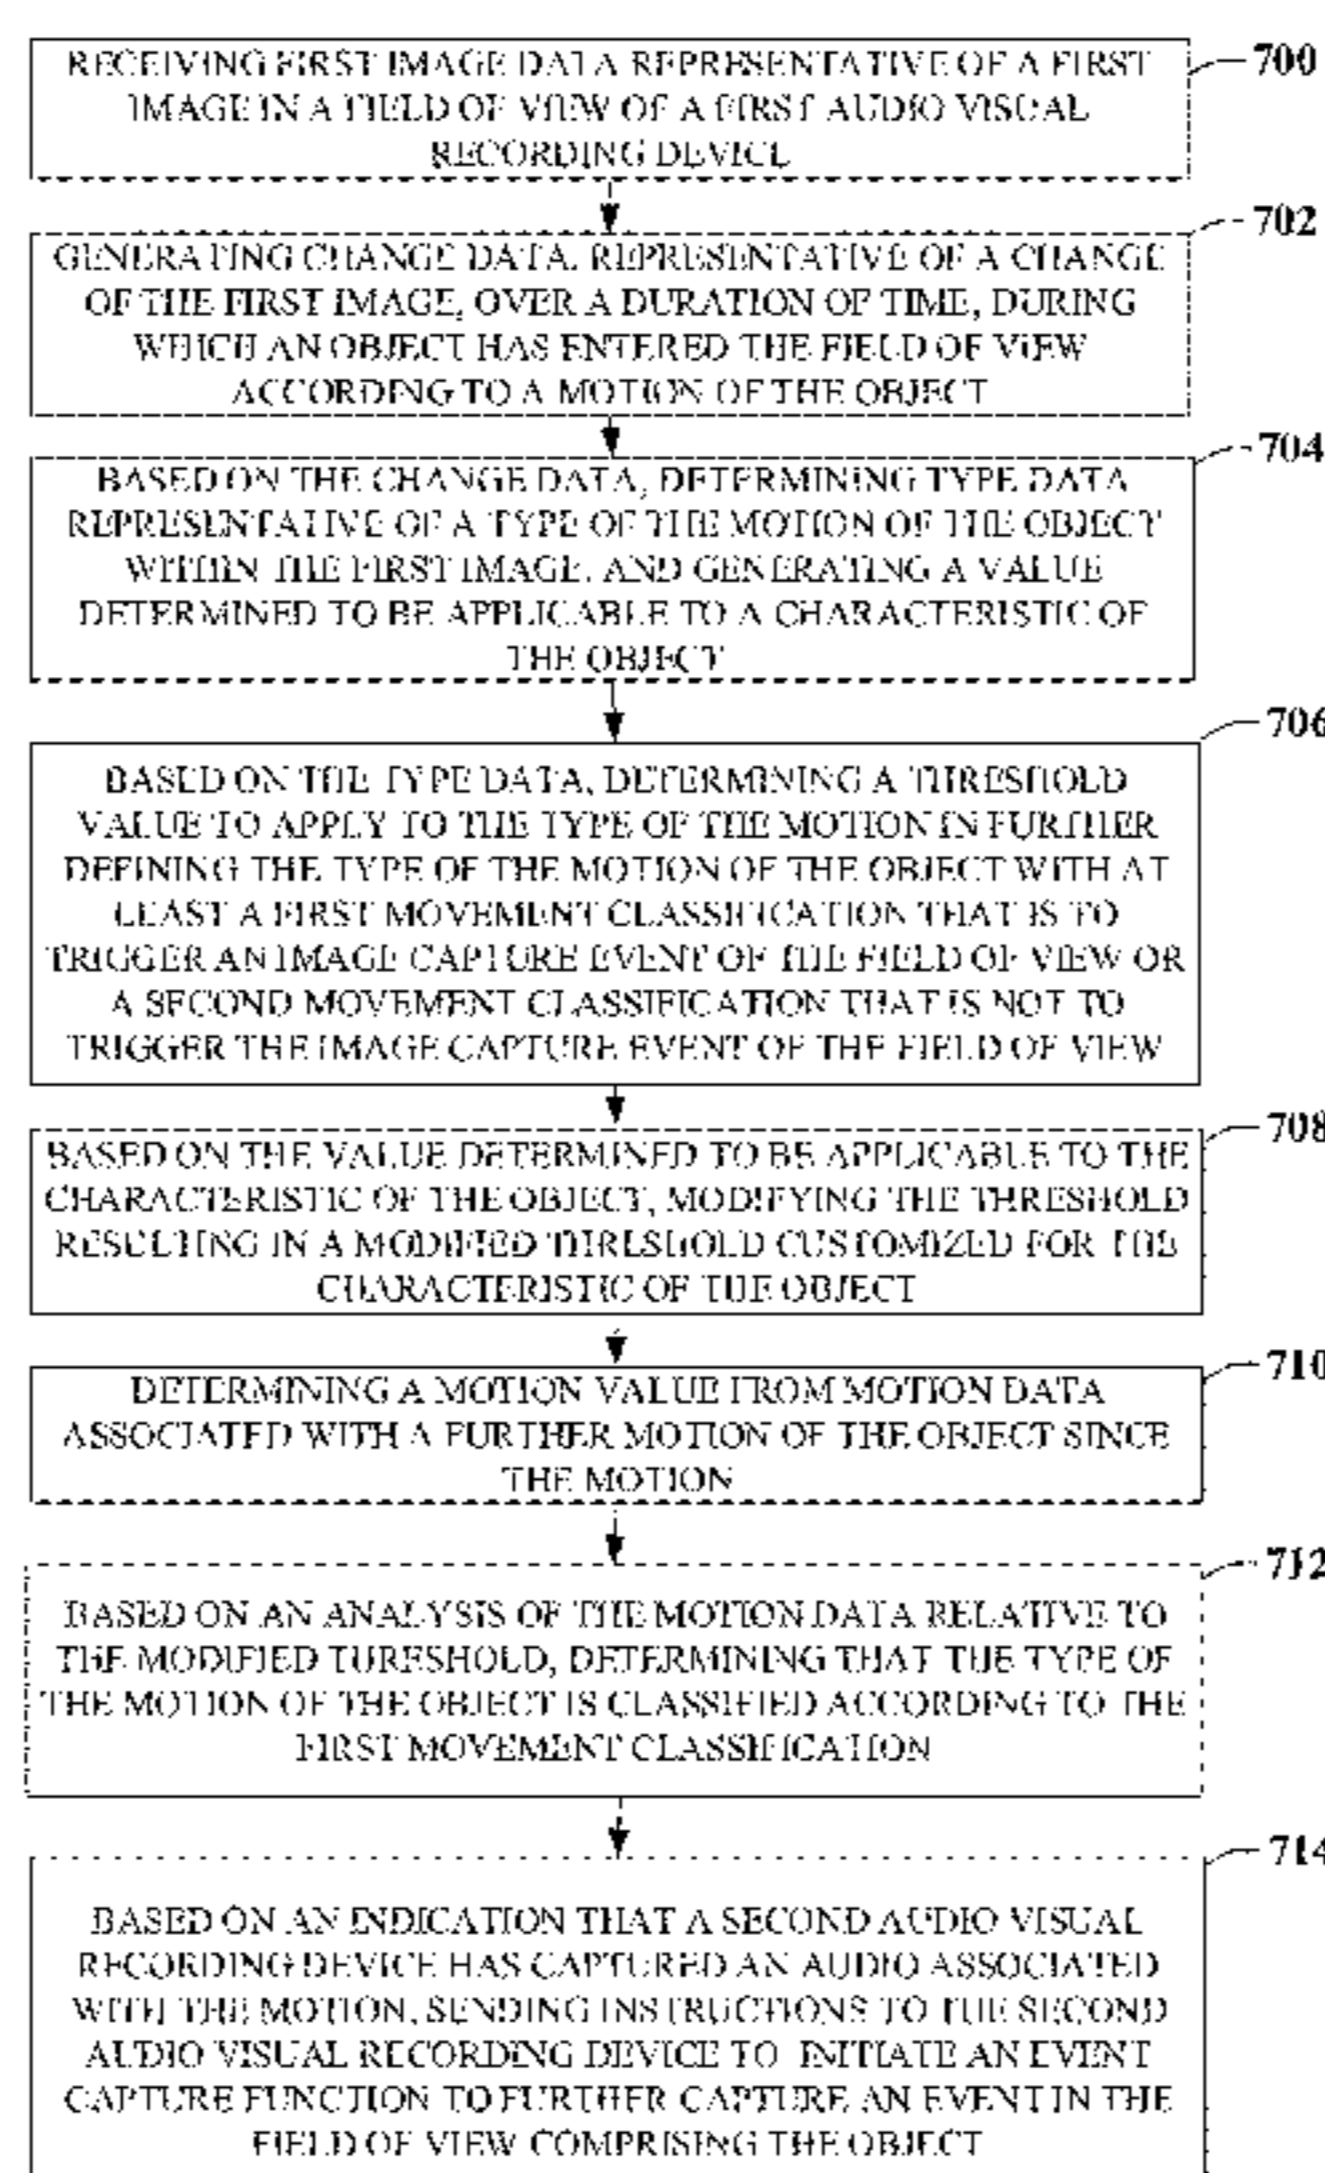 RECEIVING FIRST IMAGE DATA REPRESENTATIVE OF A FIRST
IMAGE IN A FIELD OF VIEW OF A FIRST AUDIO VISUAL
RECORDING DEVICE
700
GENERATING CHANGE DATA, REPRESENTATIVE OF A CHANGE
OF THE FIRST IMAGE, OVER A DURATION OF TIME, DURING
WHICH AN OBJECT HAS ENTERED THE FIELD OF VIEW
ACCORDING TO A MOTION OF THE OBJECT
702
BASED ON THE CHANGE DATA, DETERMINING TYPE DATA
REPRESENTATIVE OF A TYPE OF THE MOTION OF THE OBJECT
WITHIN THE FIRST IMAGE, AND GENERATING A VALUE
DETERMINED TO BE APPLICABLE TO A CHARACTERISTIC OF
THE OBJECT
704
BASED ON THE TYPE DATA, DETERMINING A THRESHOLD
VALUE TO APPLY TO THE TYPE OF THE MOTION IN FURTHER
DEFINING THE TYPE OF THE MOTION OF THE OBJECT WITH AT
LEAST A FIRST MOVEMENT CLASSIFICATION THAT IS TO
TRIGGER AN IMAGE CAPTURE EVENT OF THE FIELD OF VIEW OR
A SECOND MOVEMENT CLASSIFICATION THAT IS NOT TO
TRIGGER THE IMAGE CAPTURE EVENT OF THE FIELD OF VIEW
706
BASED ON THE VALUE DETERMINED TO BE APPLICABLE TO THE
CHARACTERISTIC OF THE OBJECT, MODIFYING THE THRESHOLD
RESULTING IN A MODIFIED THRESHOLD CUSTOMIZED FOR THE
CHARACTERISTIC OF THE OBJECT
708
DETERMINING A MOTION VALUE FROM MOTION DATA
ASSOCIATED WITH A FURTHER MOTION OF THE OBJECT SINCE
THE MOTION
710
BASED ON AN ANALYSIS OF THE MOTION DATA RELATIVE TO
THE MODIFIED THRESHOLD, DETERMINING THAT THE TYPE OF
THE MOTION OF THE OBJECT IS CLASSIFIED ACCORDING TO THE
FIRST MOVEMENT CLASSIFICATION
712
BASED ON AN INDICATION THAT A SECOND AUDIO VISUAL
RECORDING DEVICE HAS CAPTURED AN AUDIO ASSOCIATED
WITH THE MOTION, SENDING INSTRUCTIONS TO THE SECOND
AUDIO VISUAL RECORDING DEVICE TO INITIATE AN EVENT
CAPTURE FUNCTION TO FURTHER CAPTURE AN EVENT IN THE
FIELD OF VIEW COMPRISING THE OBJECT
714